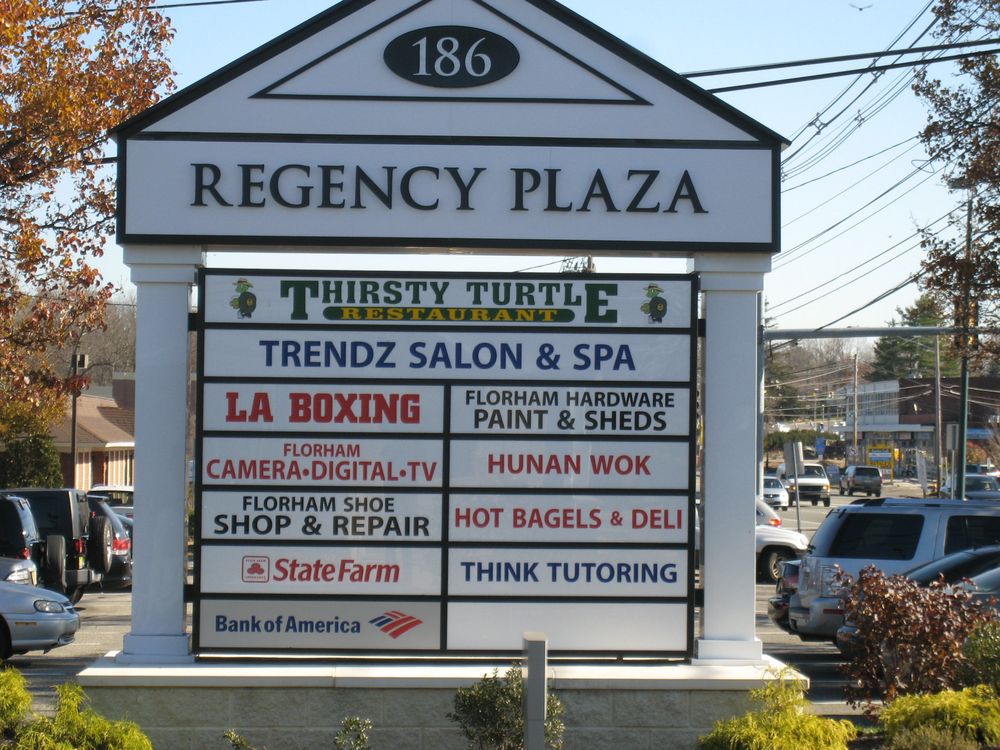 186
REGENCY PLAZA
THIRSTY TURTLE
RESTAURANT
TRENDZ SALON & SPA
LA BOXING
FLORHAM HARDWARE
PAINT & SHEDS
FLORHAM
CAMERA•DIGITAL•TV
HUNAN WOK
FLORHAM SHOE
SHOP & REPAIR
HOT BAGELS & DELI
State Farm
THINK TUTORING
Bank of America